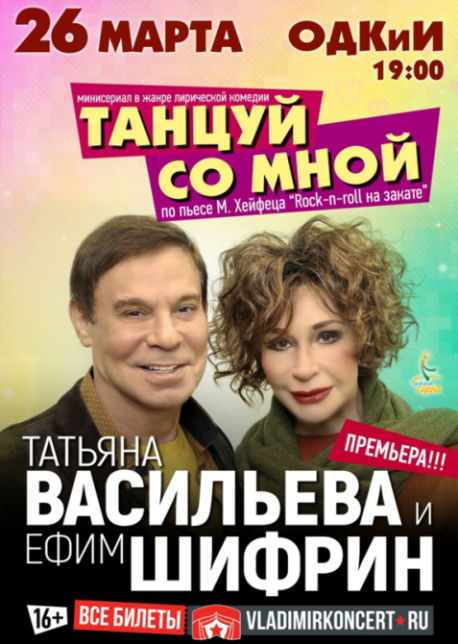 26 МАРТА ОДКиИ
19:00
минисериал в жанре лирической комедии
ТАНЦУЙ
СО МНОЙ
по пьесе М. Хейфеца "Rock-n-roll на закате"
ПРЕМЬЕРА!!!
ТАТЬЯНА
ВАСИЛЬЕВА и
ЕФИМ
ШИФРИН
16+ ВСЕ БИЛЕТЫ VLADIMIRKONCERT★RU